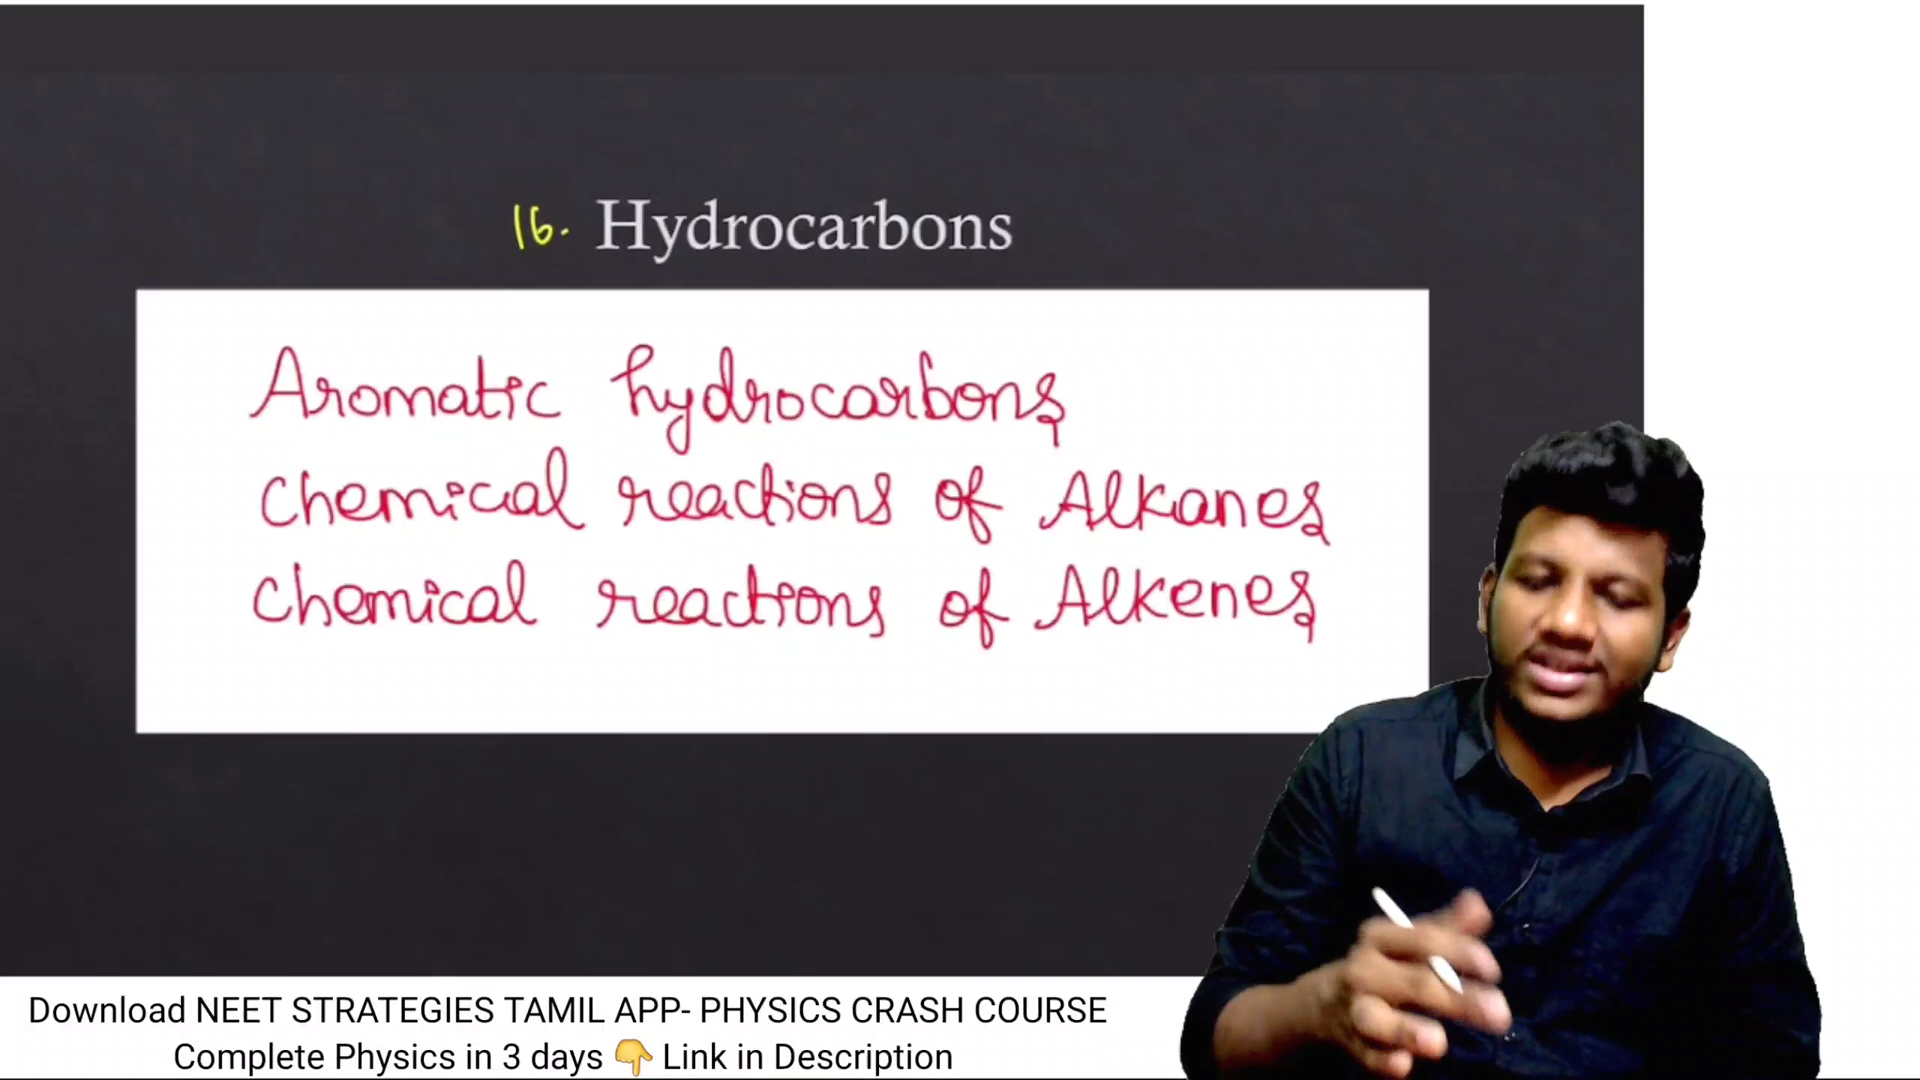 16. Hydrocarbons
Aromatic hydrocarbons
Chemical reactions of Alkanes
Chemical reactions of Alkenes
Download NEET STRATEGIES TAMIL APP- PHYSICS CRASH COURSE
Complete Physics in 3 days 👇 Link in Description